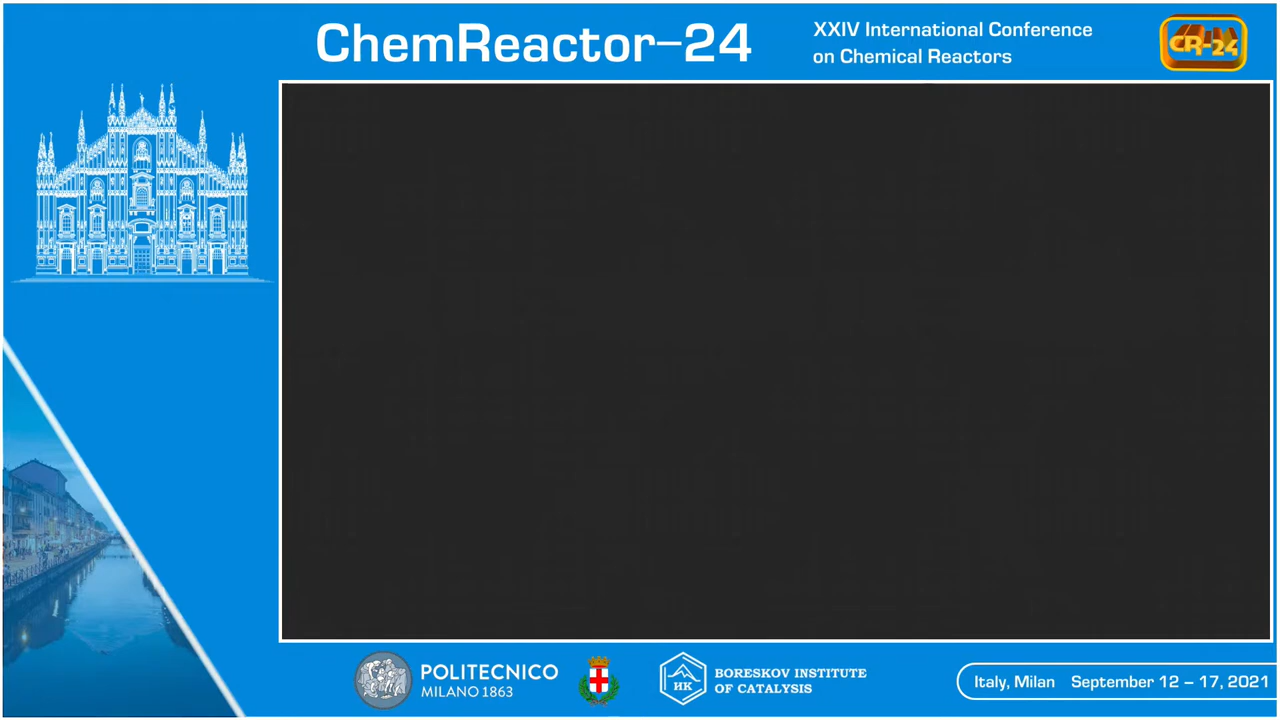 ChemReactor–24
XXIV International Conference
on Chemical Reactors
CR-24
POLITECNICO
MILANO 1863
НК
BORESKOV INSTITUTE
OF CATALYSIS
Italy, Milan September 12 – 17, 2021